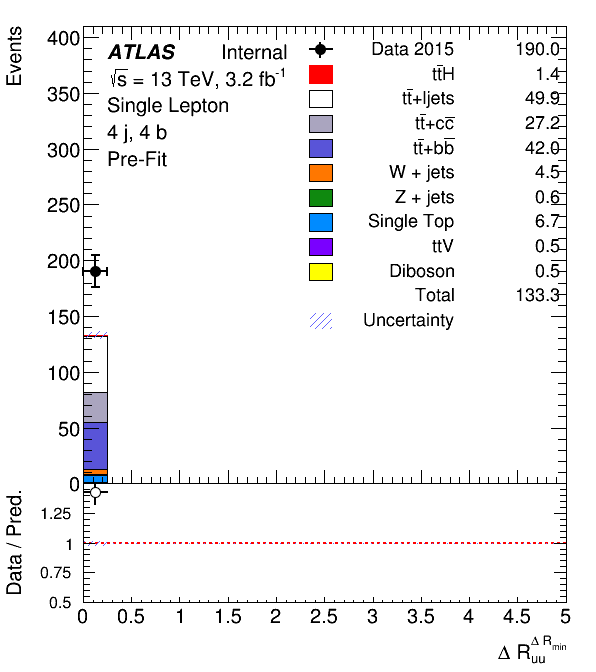 Events
400
350
300
250
200
150
100
50
0
ATLAS Internal
√s = 13 TeV, 3.2 fb⁻¹
Single Lepton
4 j, 4 b
Pre-Fit
Data 2015 190.0
tt̄H 1.4
tt̄+ljets 49.9
tt̄+cc̄ 27.2
tt̄+bb̄ 42.0
W + jets 4.5
Z + jets 0.6
Single Top 6.7
ttV 0.5
Diboson 0.5
Total 133.3
Uncertainty
Data / Pred.
1.25
1
0.75
0.5
0 0.5 1 1.5 2 2.5 3 3.5 4 4.5 5
Δ R_uu^Δ R_min